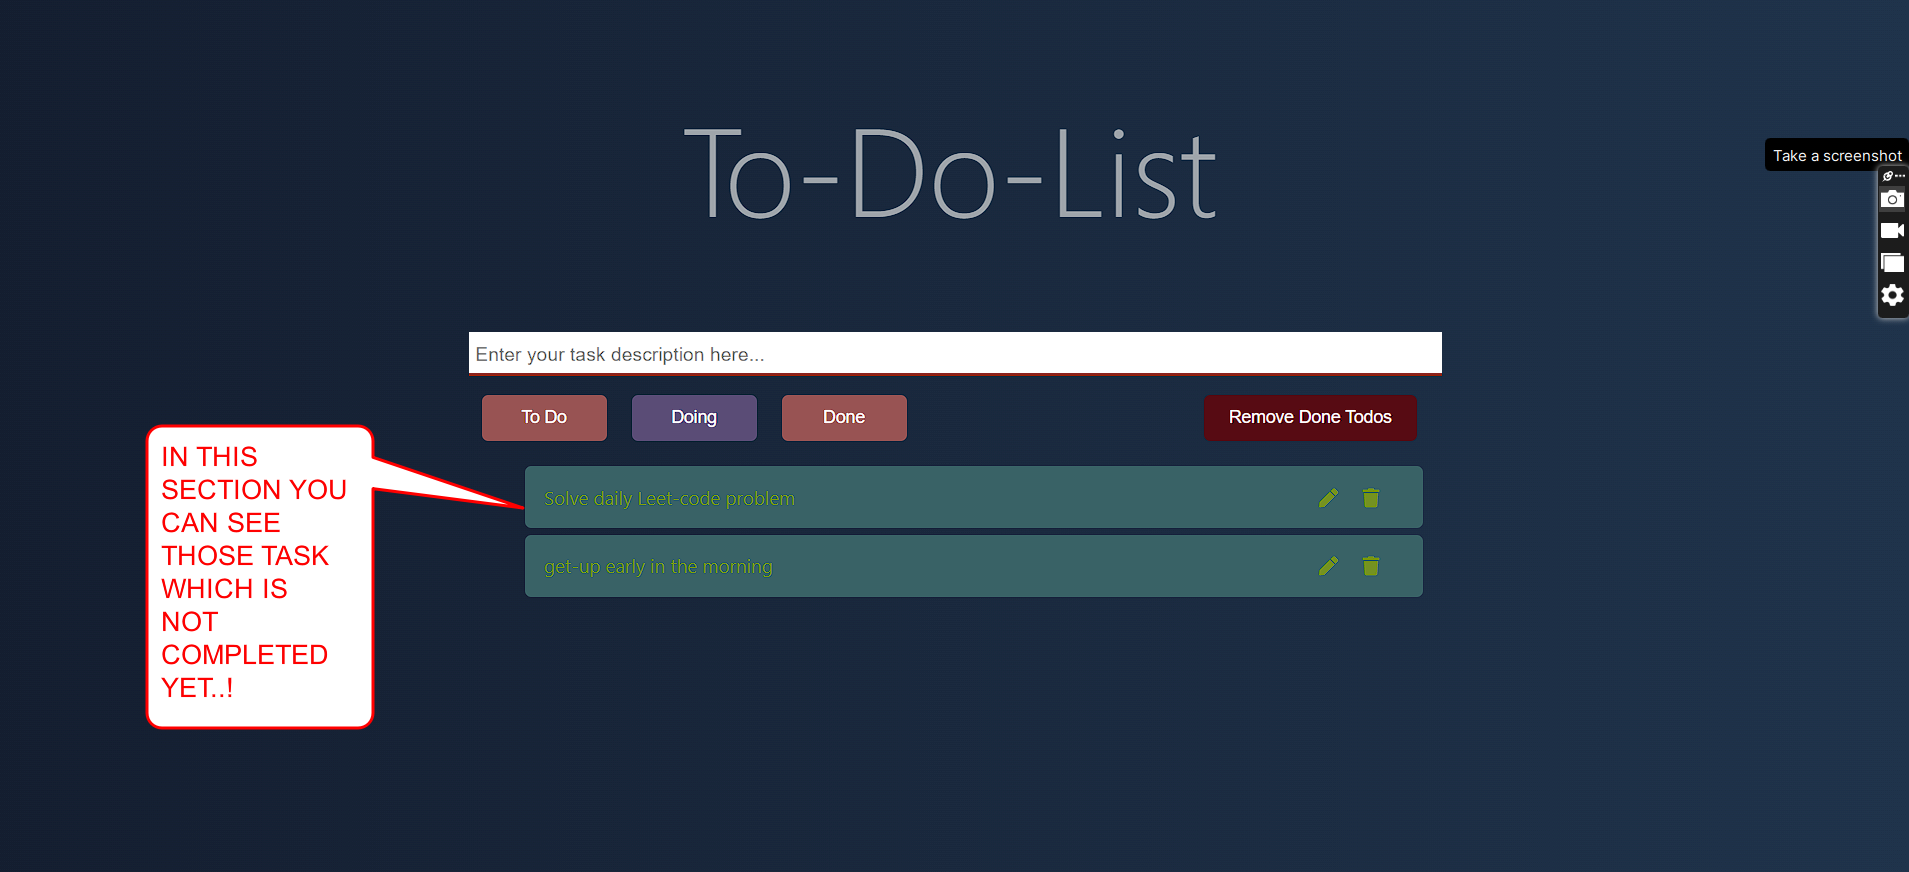 To-Do-List
Take a screenshot
Enter your task description here...
To Do
Doing
Done
Remove Done Todos
IN THIS
SECTION YOU
CAN SEE
THOSE TASK
WHICH IS
NOT
COMPLETED
YET..!
Solve daily Leet-code problem
get-up early in the morning